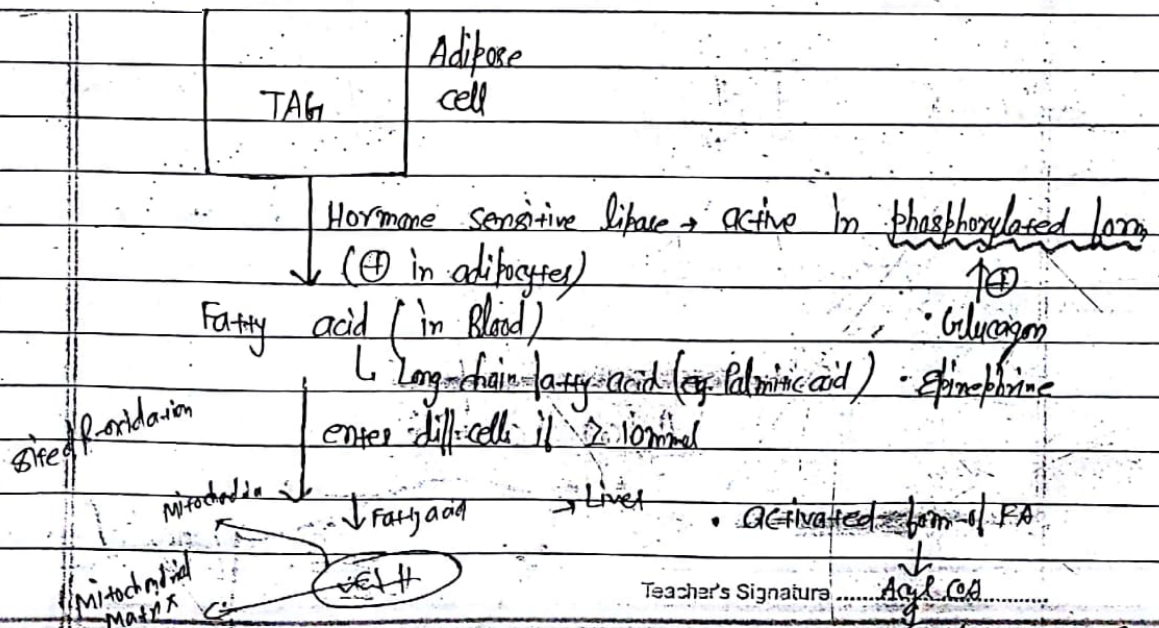 Adipose
TAG cell
Hormone sensitive lipase → active in phosphorylated form
(⊕ in adipocytes) ↑⊕
Fatty acid (in Blood) • Glucagon
↳ Long chain fatty acid (eg Palmitic acid) • Epinephrine
enter diff cells if
site of β-oxidation
Mitochondria ↓ Fatty acid → Liver • activated form of FA
↓
Mitochondrial Cell Teacher's Signature Acyl COA
Matrix